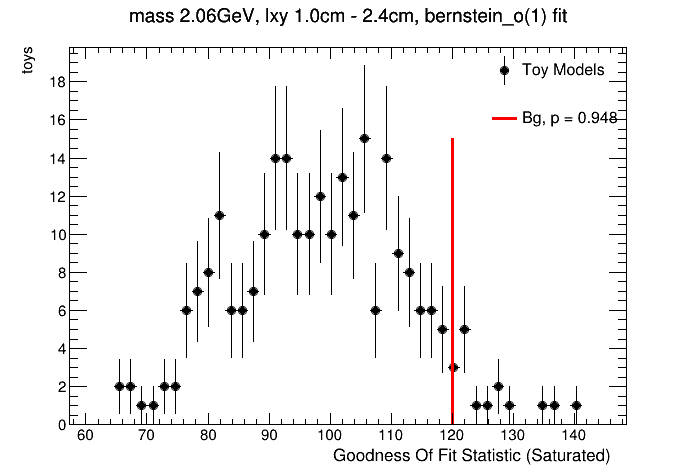 mass 2.06GeV, lxy 1.0cm - 2.4cm, bernstein_o(1) fit
toys
Toy Models
Bg, p = 0.948
18
16
14
12
10
8
6
4
2
0
60 70 80 90 100 110 120 130 140
Goodness Of Fit Statistic (Saturated)